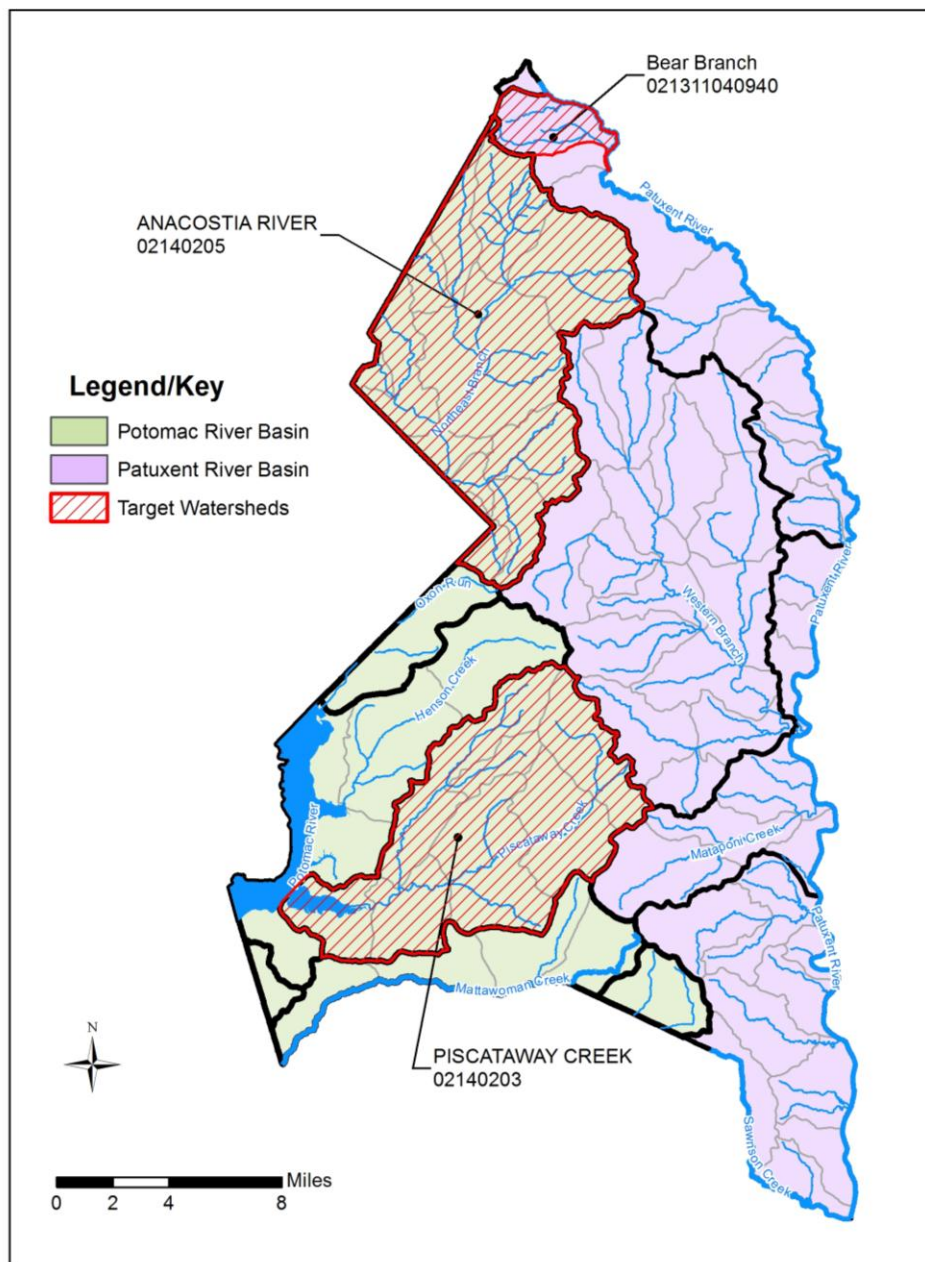 Bear Branch
021311040940
Patuxent River
ANACOSTIA RIVER
02140205
Northeast Branch
Legend/Key
Potomac River Basin
Patuxent River Basin
Target Watersheds
Oxon Run
Western Branch
Patuxent River
Henson Creek
Potomac River
Piscataway Creek
Mataponi Creek
Patuxent River
Mattawoman Creek
N
PISCATAWAY CREEK
02140203
Sawnson Creek
Miles
0 2 4 8